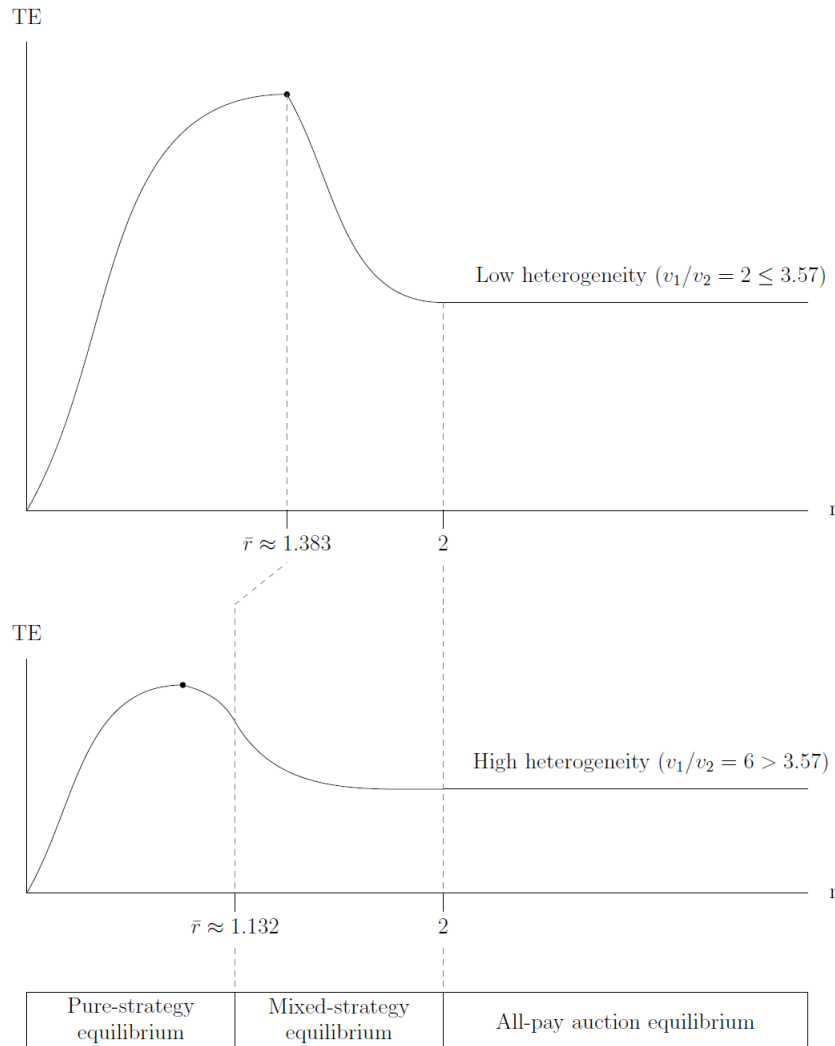 TE
Low heterogeneity (v₁/v₂ = 2 ≤ 3.57)
r
r̄ ≈ 1.383
2
TE
High heterogeneity (v₁/v₂ = 6 > 3.57)
r
r̄ ≈ 1.132
2
Pure-strategy
equilibrium
Mixed-strategy
equilibrium
All-pay auction equilibrium